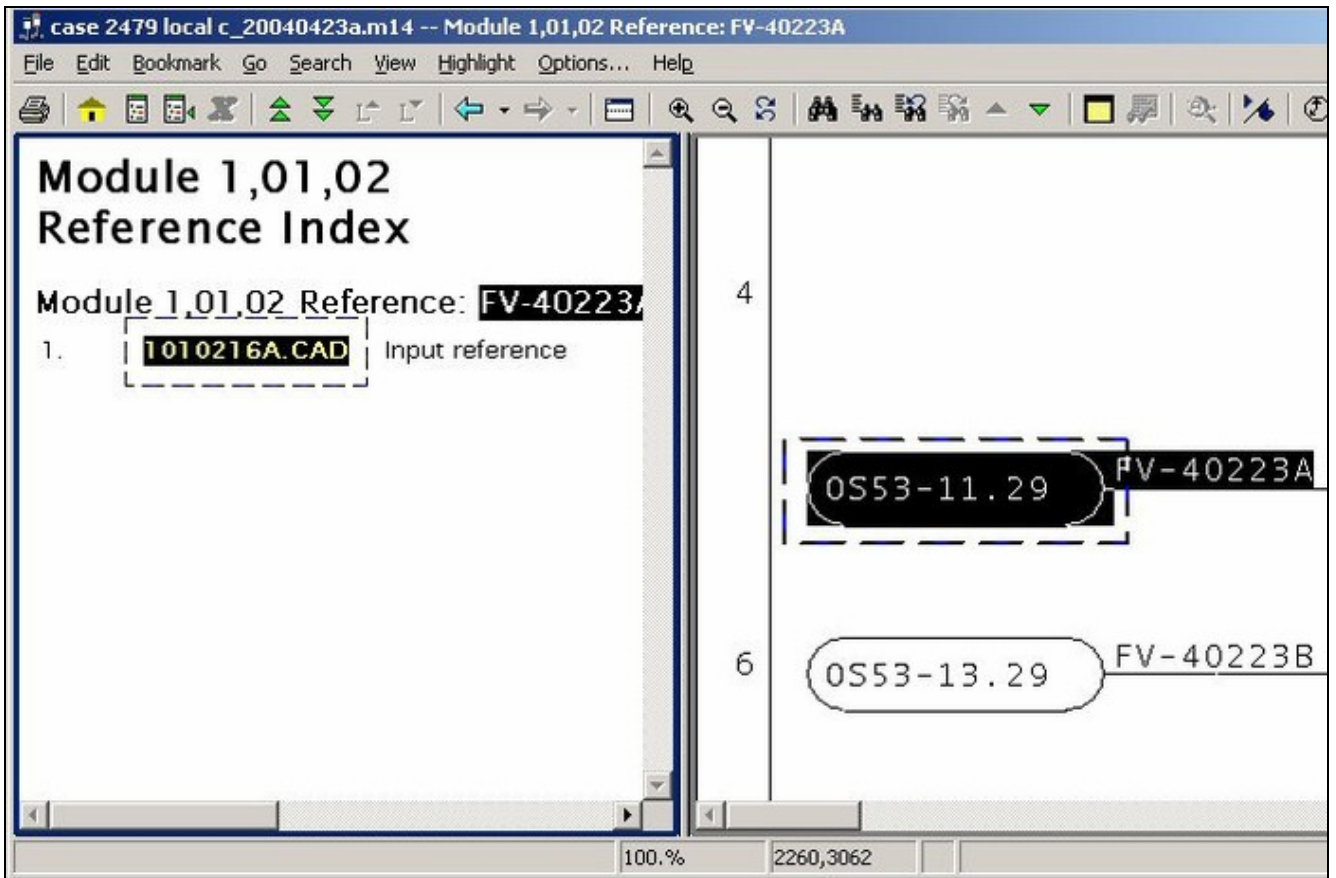 case 2479 local c_20040423a.m14 -- Module 1,01,02 Reference: FV-40223A
File Edit Bookmark Go Search View Highlight Options... Help
Module 1,01,02
Reference Index
Module 1,01,02 Reference: FV-40223A
1. 1010216A.CAD Input reference
4
OS53-11.29 FV-40223A
6
OS53-13.29 FV-40223B
100.% 2260,3062